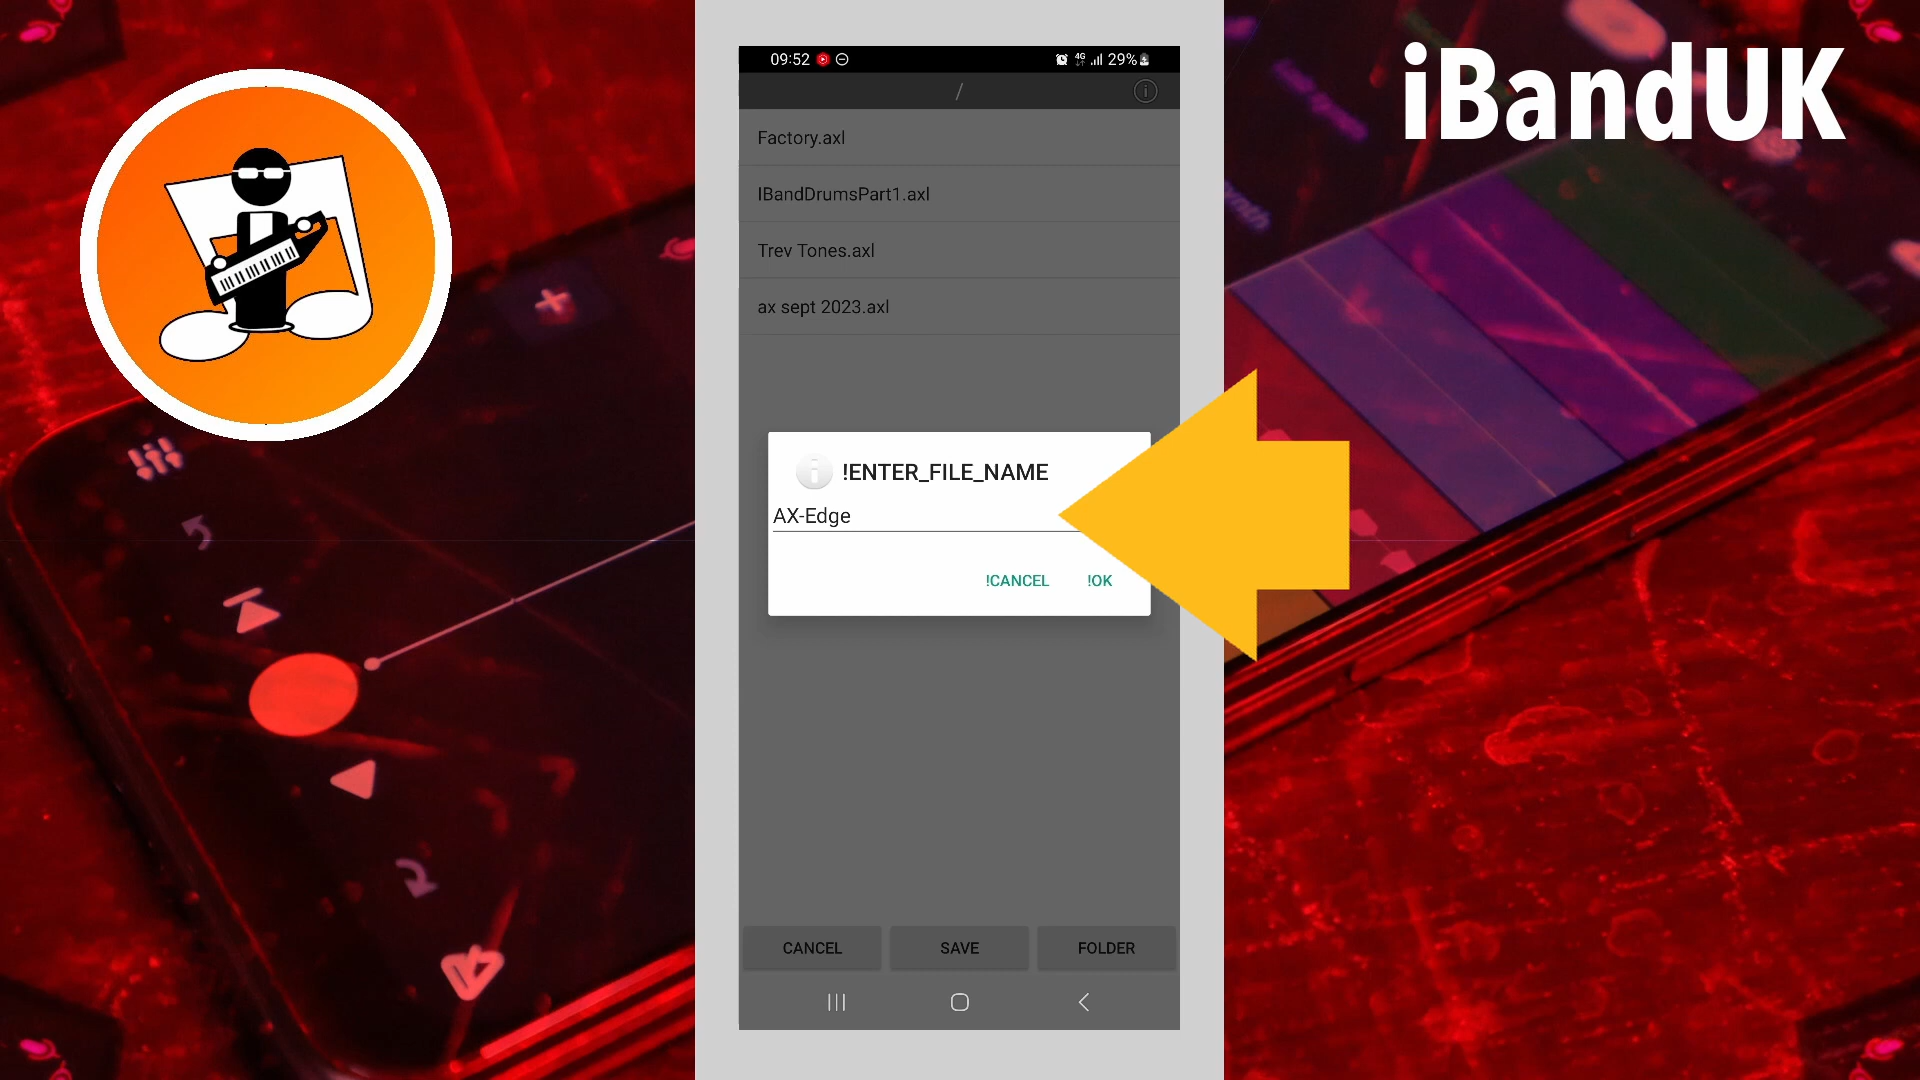 iBandUK
09:52
4G
29%
/
Factory.axl
IBandDrumsPart1.axl
Trev Tones.axl
ax sept 2023.axl
!ENTER_FILE_NAME
AX-Edge
!CANCEL !OK
CANCEL SAVE FOLDER